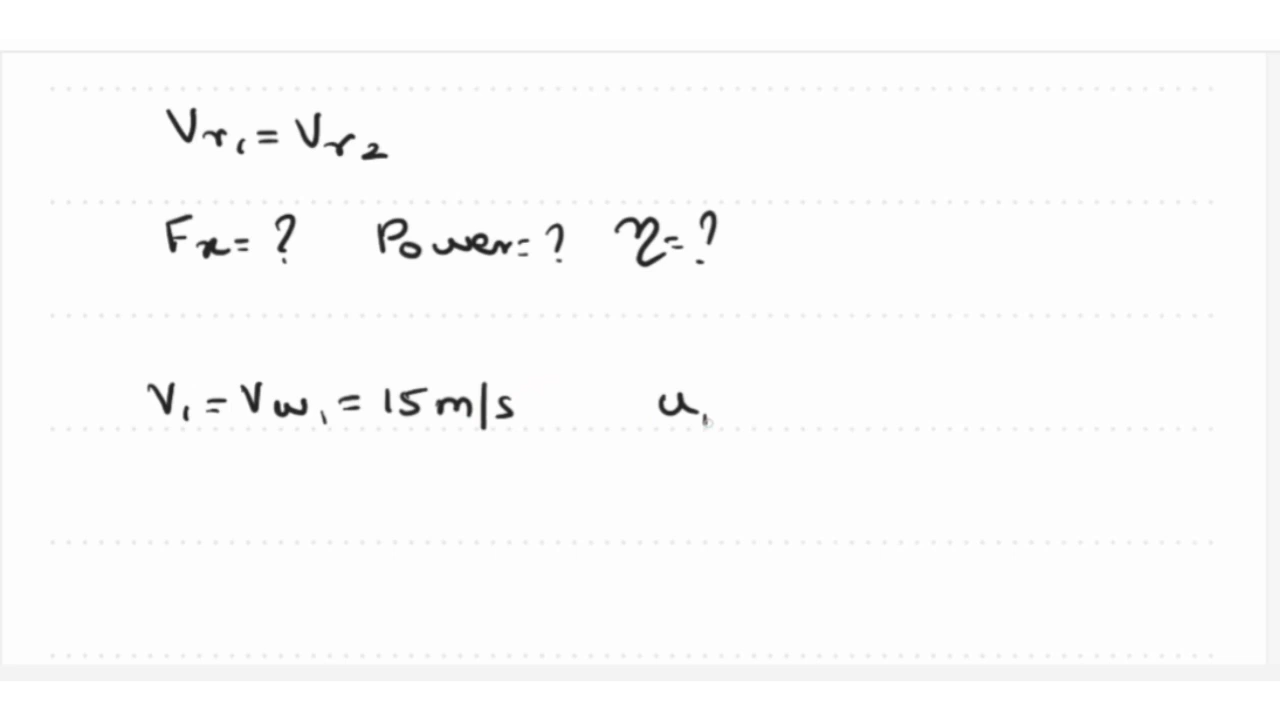 Vr₁ = Vr₂
Fx = ? Power = ? η = ?
V₁ = Vw₁ = 15 m/s u₁